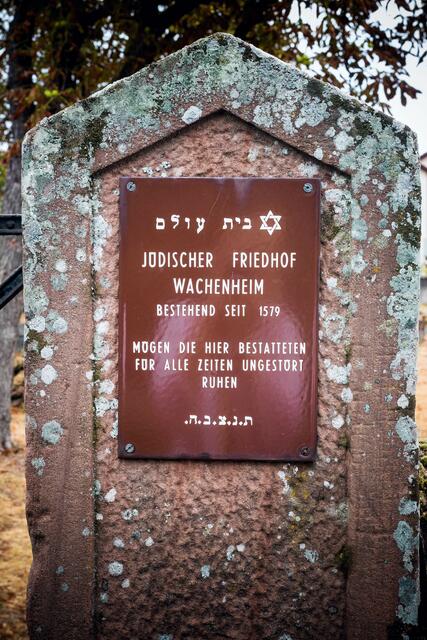 בית עולם ✡
JÜDISCHER FRIEDHOF
WACHENHEIM
BESTEHEND SEIT 1579
MÖGEN DIE HIER BESTATTETEN
FÜR ALLE ZEITEN UNGESTÖRT
RUHEN
ת.נ.צ.ב.ה.